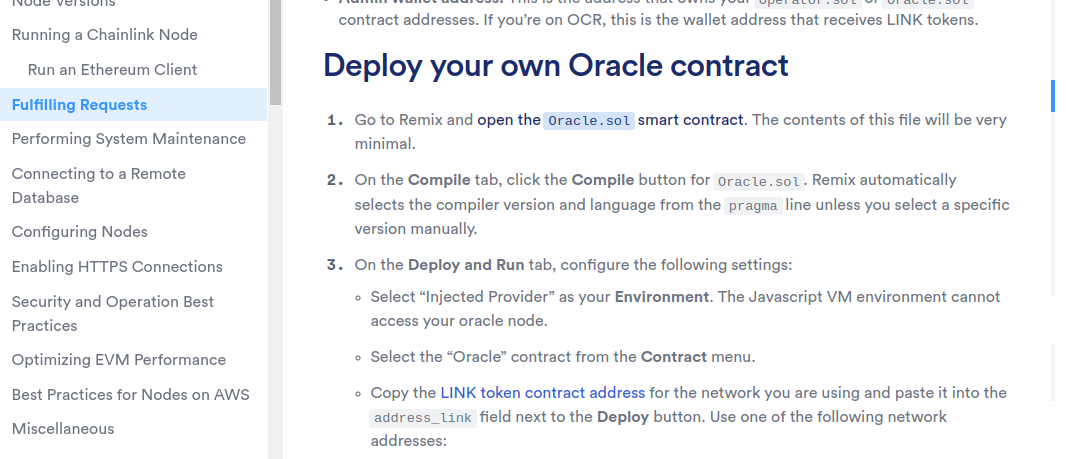 Node Versions
Running a Chainlink Node
Run an Ethereum Client
Fulfilling Requests
Performing System Maintenance
Connecting to a Remote
Database
Configuring Nodes
Enabling HTTPS Connections
Security and Operation Best
Practices
Optimizing EVM Performance
Best Practices for Nodes on AWS
Miscellaneous
Admin wallet address: This is the address that owns your Operator.sol or Oracle.sol
contract addresses. If you’re on OCR, this is the wallet address that receives LINK tokens.
Deploy your own Oracle contract
1. Go to Remix and open the Oracle.sol smart contract. The contents of this file will be very
minimal.
2. On the Compile tab, click the Compile button for Oracle.sol. Remix automatically
selects the compiler version and language from the pragma line unless you select a specific
version manually.
3. On the Deploy and Run tab, configure the following settings:
Select “Injected Provider” as your Environment. The Javascript VM environment cannot
access your oracle node.
Select the “Oracle” contract from the Contract menu.
Copy the LINK token contract address for the network you are using and paste it into the
address_link field next to the Deploy button. Use one of the following network
addresses: